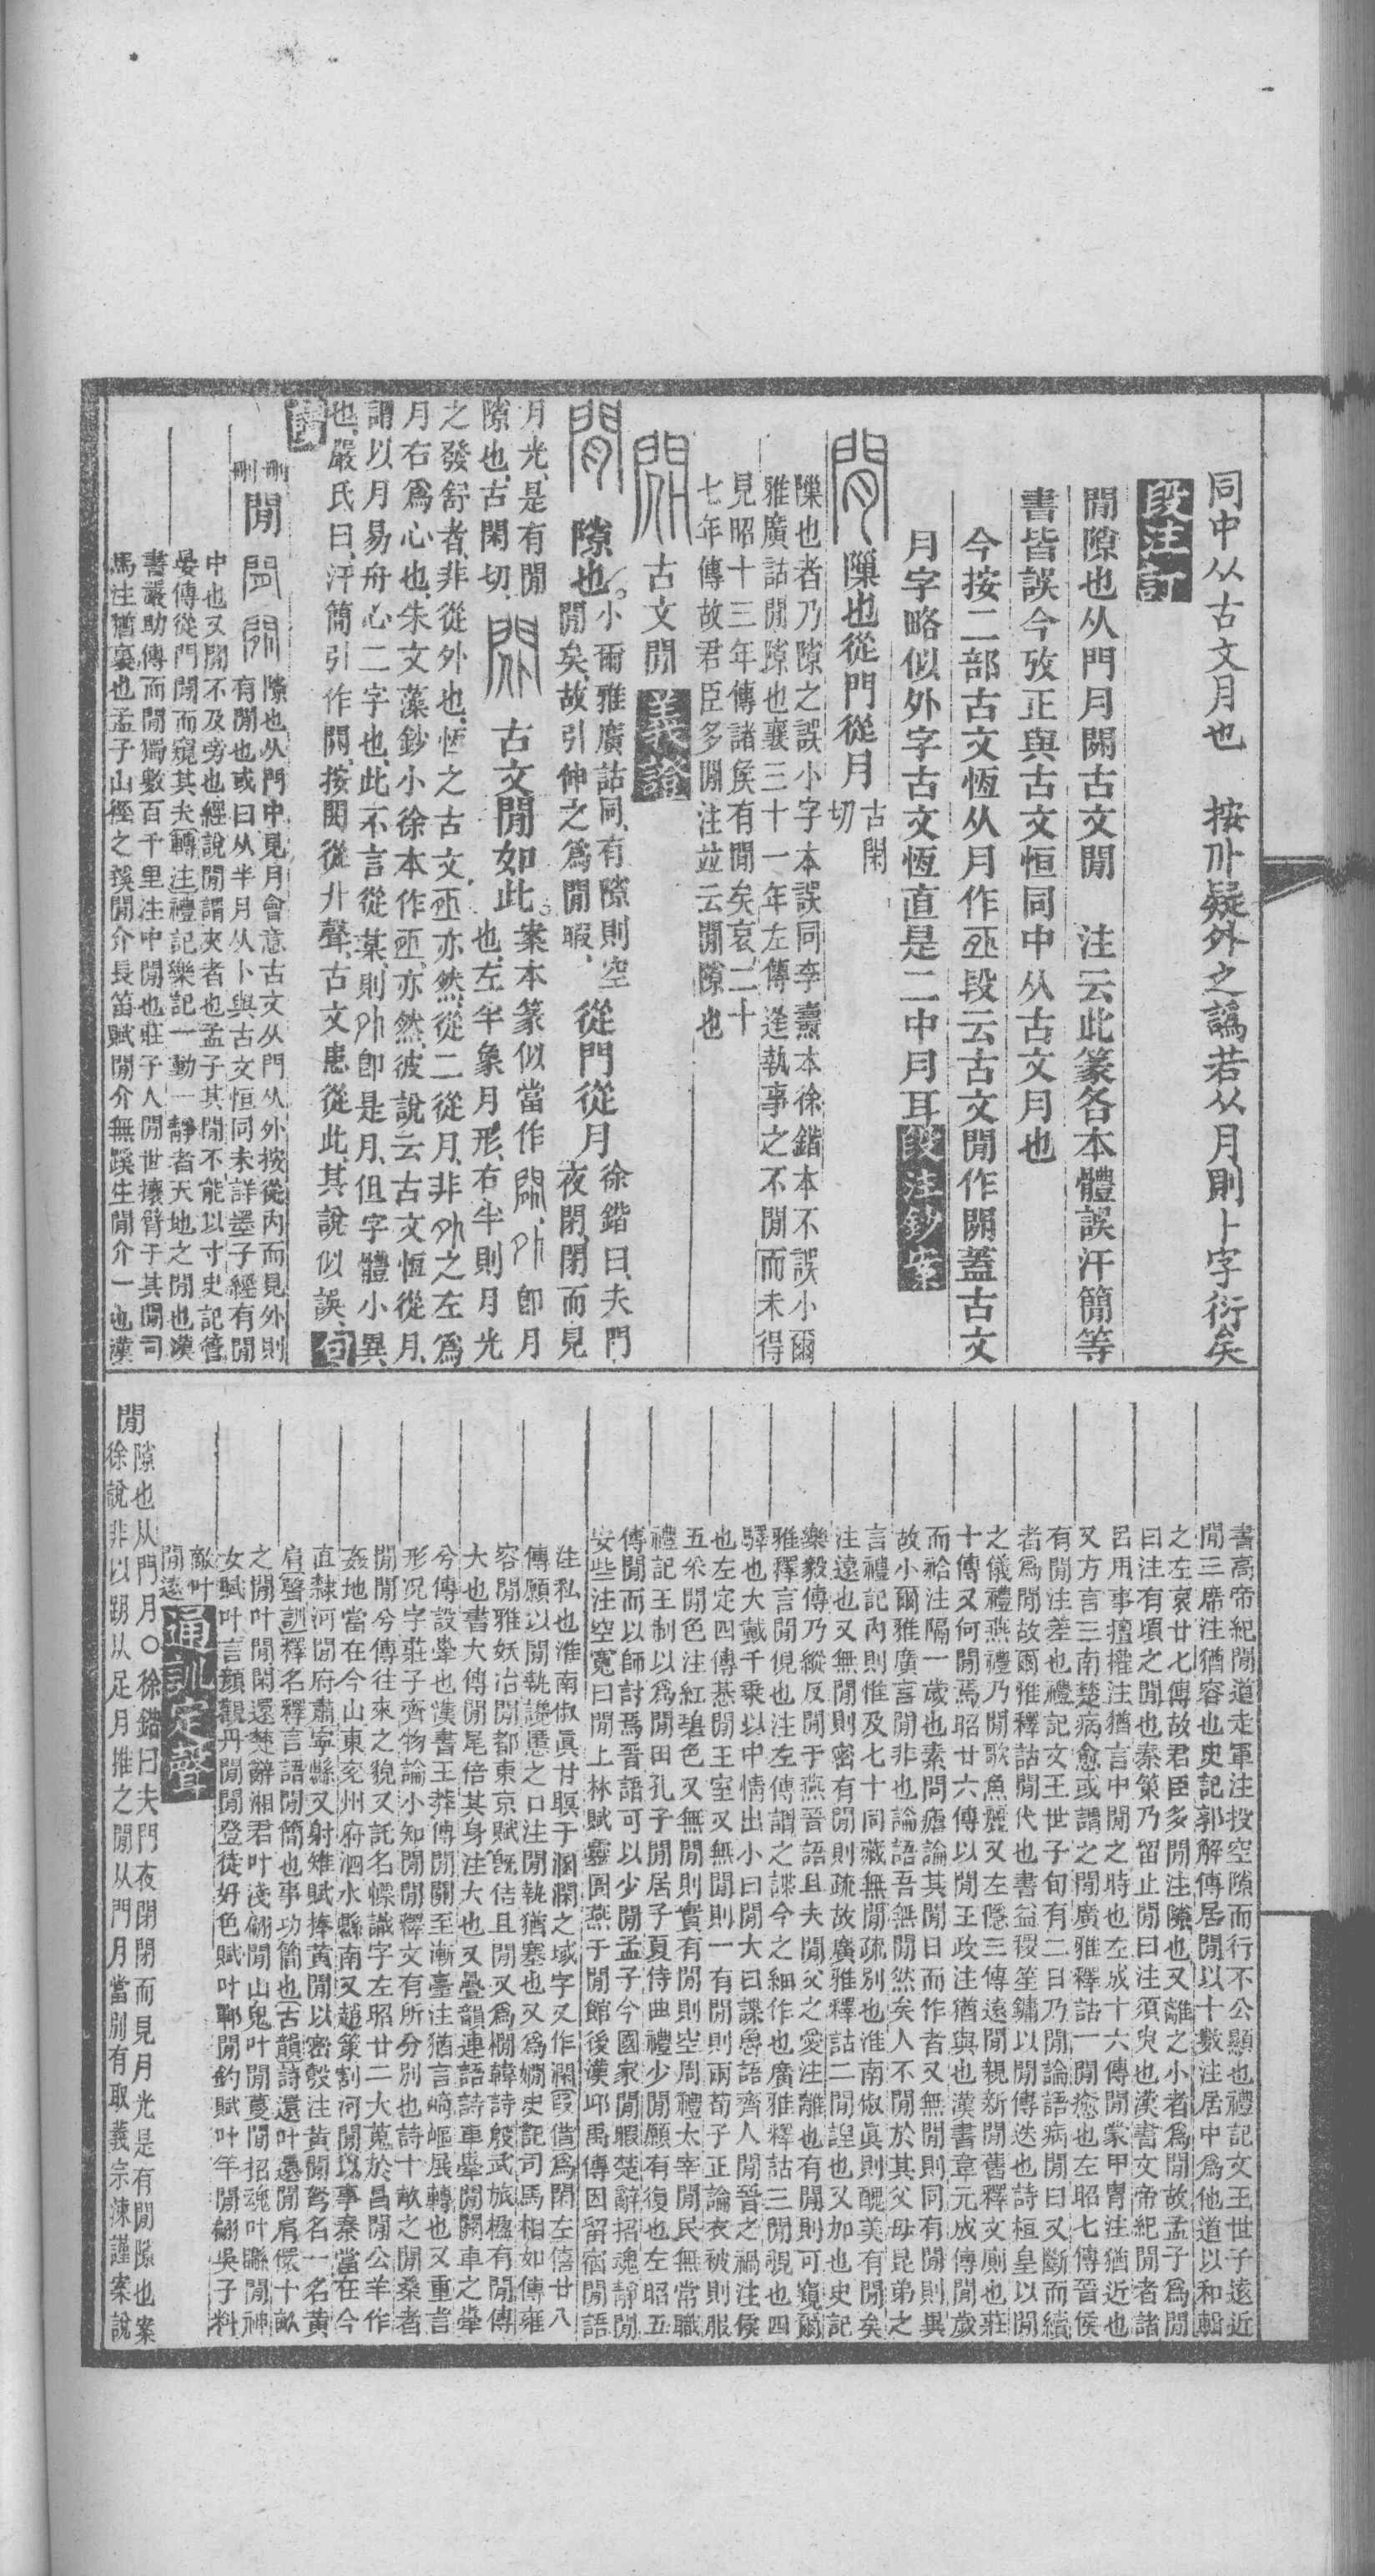 同中从古文月也　按外疑外之譌若从月則卜字衍矣
段注訂
閒隙也从門月𨳡古文閒　注云此篆各本體誤汗簡等
書皆誤今攷正與古文恆同中从古文月也
今按二部古文恆从月作𠄨段云古文閒作𨳡蓋古文
月字略似外字古文恆直是二中月耳
段注鈔案
閒 隟也從門從月 古閑
切
隟也者乃隙之誤小字本誤同李燾本徐鍇本不誤小爾
雅廣詁閒隙也襄三十一年左傳逢執事之不閒而未得
見昭十三年傳諸侯有閒矣哀二十
七年傳故君臣多閒注竝云閒隙也
𨳡 古文閒
義證
閒 隙也
小爾雅廣詁同有隙則空
閒矣故引伸之爲閒暇
從門從月
徐鍇曰夫門
夜閉閉而見
月光是有閒
隙也古閑切
𨳡 古文閒如此
案本篆似當作𨳡外卽月
也左半象月形右半則月光
之發舒者非從外也恆之古文𠄨亦然從二從月非外之左爲
月右爲心也朱文藻鈔小徐本作𠄨亦然彼說云古文恆從月
謂以月易舟心二字也此不言從某則外卽是月但字體小異
也嚴氏曰汗簡引作𨳡按閎從廾聲古文患從此其說似誤
句
讀
閒
隙也从門中見月會意古文从門从外按從內而見外則
有閒也或曰从半月从卜與古文恒同未詳墨子經有閒
中也又閒不及旁也經說閒謂夾者也孟子其閒不能以寸史記管
晏傳從門閒而窺其夫轉注禮記樂記一動一靜者天地之閒也漢
書嚴助傳而閒獨數百千里注中閒也莊子人閒世攘臂于其閒司
馬注猶裏也孟子山徑之蹊閒介長笛賦閒介無蹊生閒介一也漢
書高帝紀閒道走軍注投空隙而行不公顯也禮記文王世子遠近
閒三席注猶容也史記郭解傳居閒以十數注居中爲他道以和輯
之左哀廿七傳故君臣多閒注隙也又離之小者爲閒故孟子爲閒
曰注有頃之閒也秦策乃留止閒曰注須臾也漢書文帝紀閒者諸
呂用事擅權注猶言中閒之時也左成十六傳閒蒙甲冑注猶近也
又方言三南楚病愈或謂之閒廣雅釋詁一閒瘉也左昭七傳晉侯
有閒注差也禮記文王世子旬有二日乃閒論語病閒曰又斷而續
者爲閒故爾雅釋詁閒代也書益稷笙鏞以閒傳迭也詩桓皇以閒
之儀禮燕禮乃閒歌魚麗又左隱三傳遠閒親新閒舊釋文廁也莊
十傳又何閒焉昭廿六傳以閒王政注猶與也漢書韋元成傳閒歲
而祫注隔一歲也素問瘧論其閒日而作者又無閒則同有閒則異
故小爾雅廣言閒非也論語吾無閒然矣人不閒於其父母昆弟之
言禮記內則惟及七十同藏無閒疏別也淮南俶眞則醜美有閒矣
注遠也又無閒則密有閒則疏故廣雅釋詁二閒諻也又加也史記
樂毅傳乃縱反閒于燕晉語且夫閒父之愛注離也有閒則可窺爾
雅釋言閒俔也注左傳謂之諜今之細作也廣雅釋詁三閒覗也四
驛也大戴千乘以中情出小曰閒大曰諜魯語齊人閒晉之禍注候
也左定四傳惎閒王室又無閒則一有閒則兩荀子正論衣被則服
五采閒色注紅碧色又無閒則實有閒則空周禮太宰閒民無常職
禮記王制以爲閒田孔子閒居子夏侍曲禮少閒願有復也左昭五
傳閒而以師討焉晉語可以少閒孟子今國家閒暇楚辭招魂靜閒
安些注空寬曰閒上林賦靈圄燕于閒館後漢邱禹傳因留宿閒語
注私也淮南俶眞甘瞑于溷澖之域字又作澖霞借爲閑左僖廿八
傳願以閒執讒慝之口注閒執猶塞也又爲嫺史記司馬相如傳雍
容閒雅妖冶閒都東京賦旣佶且閒又爲橺韓詩殷武旅楹有閒傳
大也書大傳閒尾倍其身注大也又疊韻連語詩車舝閒關車之舝
兮傳設舝也漢書王莽傳閒關至漸臺注猶言崎嶇展轉也又重言
形況字莊子齊物論小知閒閒釋文有所分別也詩十畝之閒桑者
閒閒兮傳往來之貌又託名幖識字左昭廿二大蒐於昌閒公羊作
姦地當在今山東兖州府泗水縣南又趙策割河閒以事秦當在今
直隸河閒府肅寧縣又射雉賦捧黃閒以密彀注黃閒弩名一名黃
肩聲訓釋名釋言語閒簡也事功簡也古韻詩還叶還閒肩儇十畝
之閒叶閒閑還楚辭湘君叶淺翩閒山鬼叶閒蔓閒招魂叶㬎閒神
女賦叶言顔觀丹閒閒登徒好色賦叶鄲閒釣賦叶年閒翩吳子料
敵叶
閒遠
通訓定聲
閒
隙也从門月○徐鍇曰夫門夜閉閉而見月光是有閒隙也案
徐說非以跀从足月推之閒从門月當別有取義宗涑謹案說